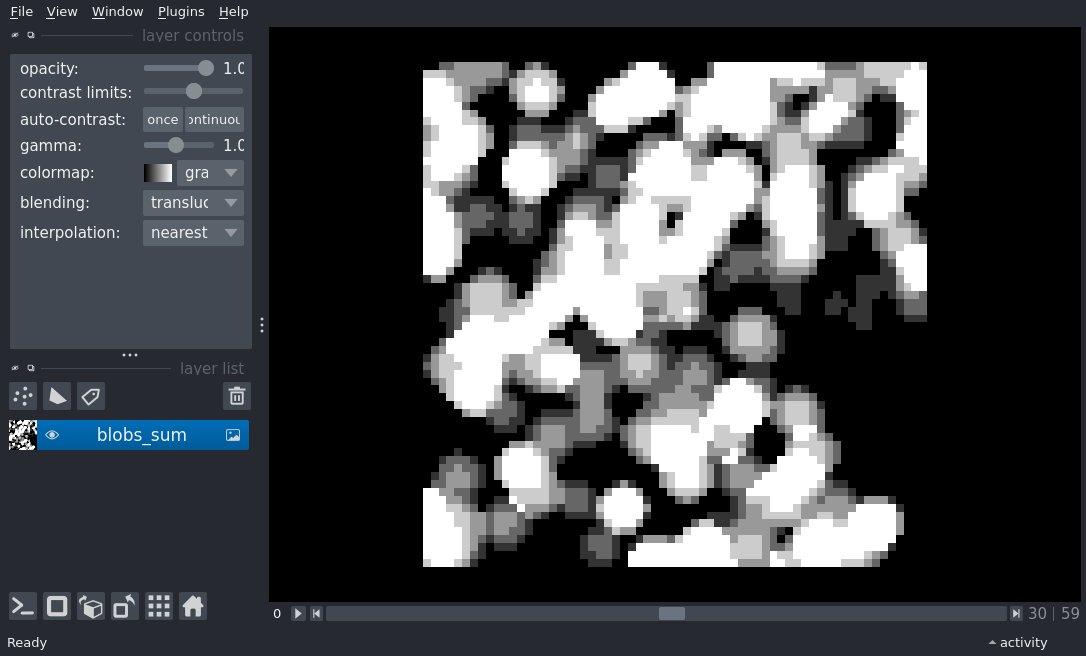 File View Window Plugins Help
layer controls
opacity: 1.0
contrast limits:
auto-contrast: once ontinuou
gamma: 1.0
colormap: gra
blending: transluc
interpolation: nearest
layer list
blobs_sum
0 30 | 59
Ready activity